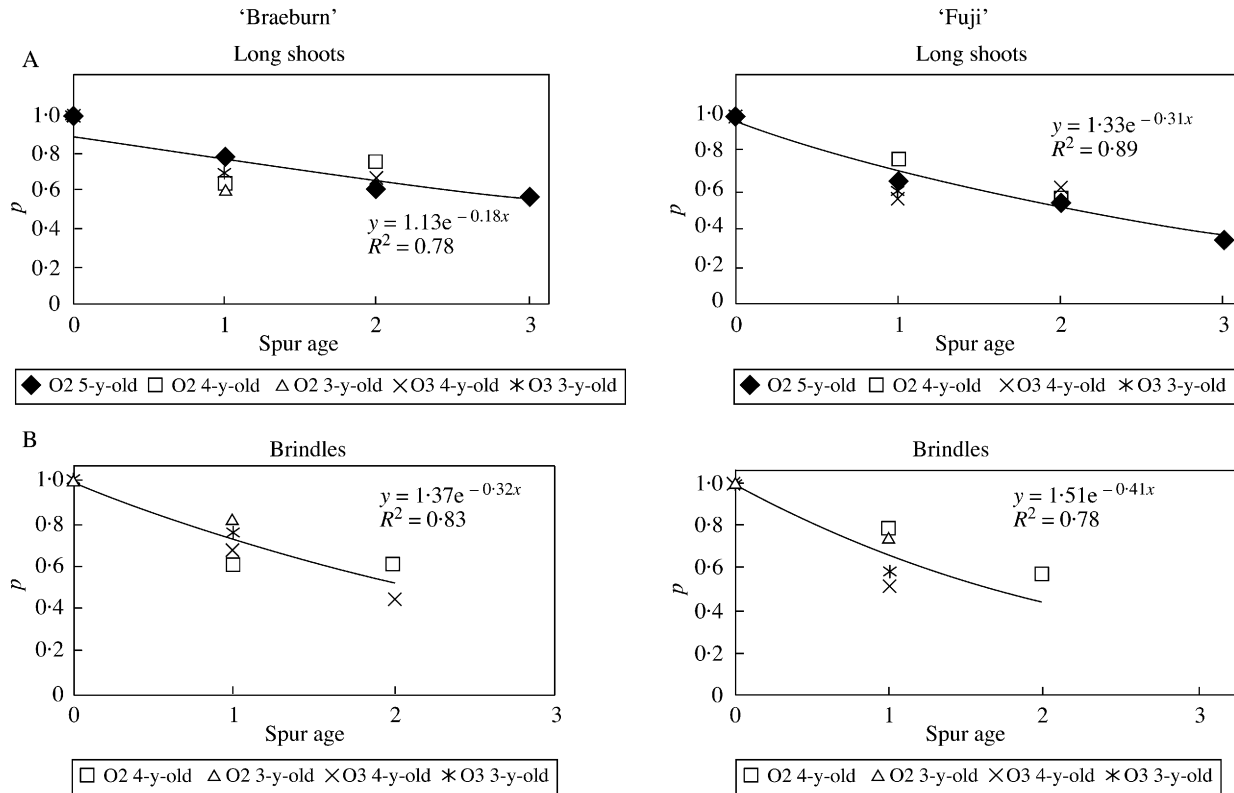 'Braeburn'
'Fuji'
A
Long shoots
1·0
0·8
0·6
0·4
0·2
0
p
y = 1.13e − 0.18x
R2 = 0.78
0 1 2 3
Spur age
O2 5-y-old O2 4-y-old O2 3-y-old O3 4-y-old O3 3-y-old
Long shoots
1·0
0·8
0·6
0·4
0·2
0
p
y = 1·33e − 0·31x
R2 = 0·89
0 1 2 3
Spur age
O2 5-y-old O2 4-y-old O3 4-y-old O3 3-y-old
B
Brindles
1·0
0·8
0·6
0·4
0·2
0
p
y = 1·37e − 0·32x
R2 = 0·83
0 1 2 3
Spur age
O2 4-y-old O2 3-y-old O3 4-y-old O3 3-y-old
Brindles
1·0
0·8
0·6
0·4
0·2
0
p
y = 1·51e − 0·41x
R2 = 0·78
0 1 2 3
Spur age
O2 4-y-old O2 3-y-old O3 4-y-old O3 3-y-old